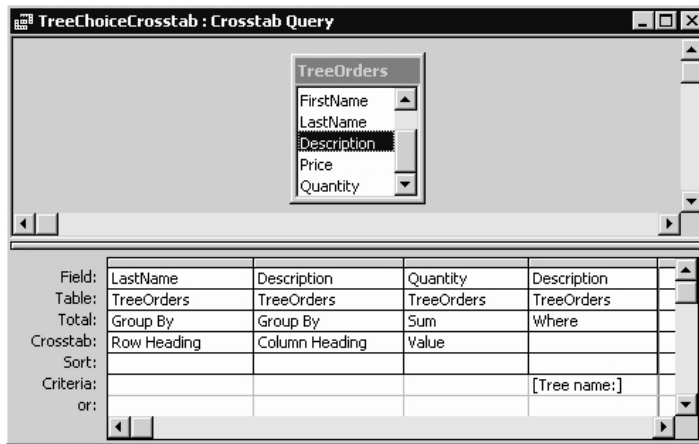 TreeChoiceCrosstab : Crosstab Query
TreeOrders
FirstName
LastName
Description
Price
Quantity
Field: LastName Description Quantity Description
Table: TreeOrders TreeOrders TreeOrders TreeOrders
Total: Group By Group By Sum Where
Crosstab: Row Heading Column Heading Value
Sort:
Criteria: [Tree name:]
or: